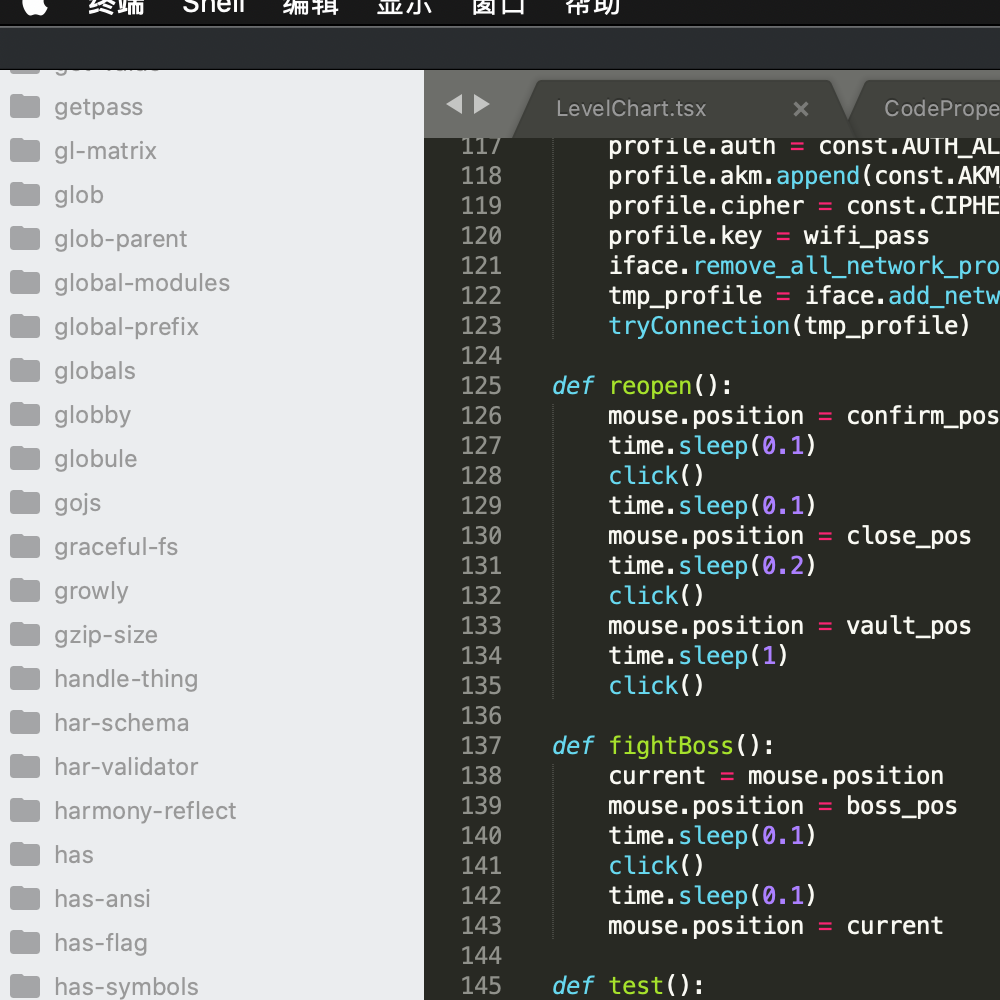 终端 Shell 编辑 显示 窗口 帮助
getpass
gl-matrix
glob
glob-parent
global-modules
global-prefix
globals
globby
globule
gojs
graceful-fs
growly
gzip-size
handle-thing
har-schema
har-validator
harmony-reflect
has
has-ansi
has-flag
has-symbols
LevelChart.tsx × CodePrope
117 profile.auth = const.AUTH_AL
118 profile.akm.append(const.AKM
119 profile.cipher = const.CIPHE
120 profile.key = wifi_pass
121 iface.remove_all_network_pro
122 tmp_profile = iface.add_netw
123 tryConnection(tmp_profile)
124
125 def reopen():
126 mouse.position = confirm_pos
127 time.sleep(0.1)
128 click()
129 time.sleep(0.1)
130 mouse.position = close_pos
131 time.sleep(0.2)
132 click()
133 mouse.position = vault_pos
134 time.sleep(1)
135 click()
136
137 def fightBoss():
138 current = mouse.position
139 mouse.position = boss_pos
140 time.sleep(0.1)
141 click()
142 time.sleep(0.1)
143 mouse.position = current
144
145 def test():